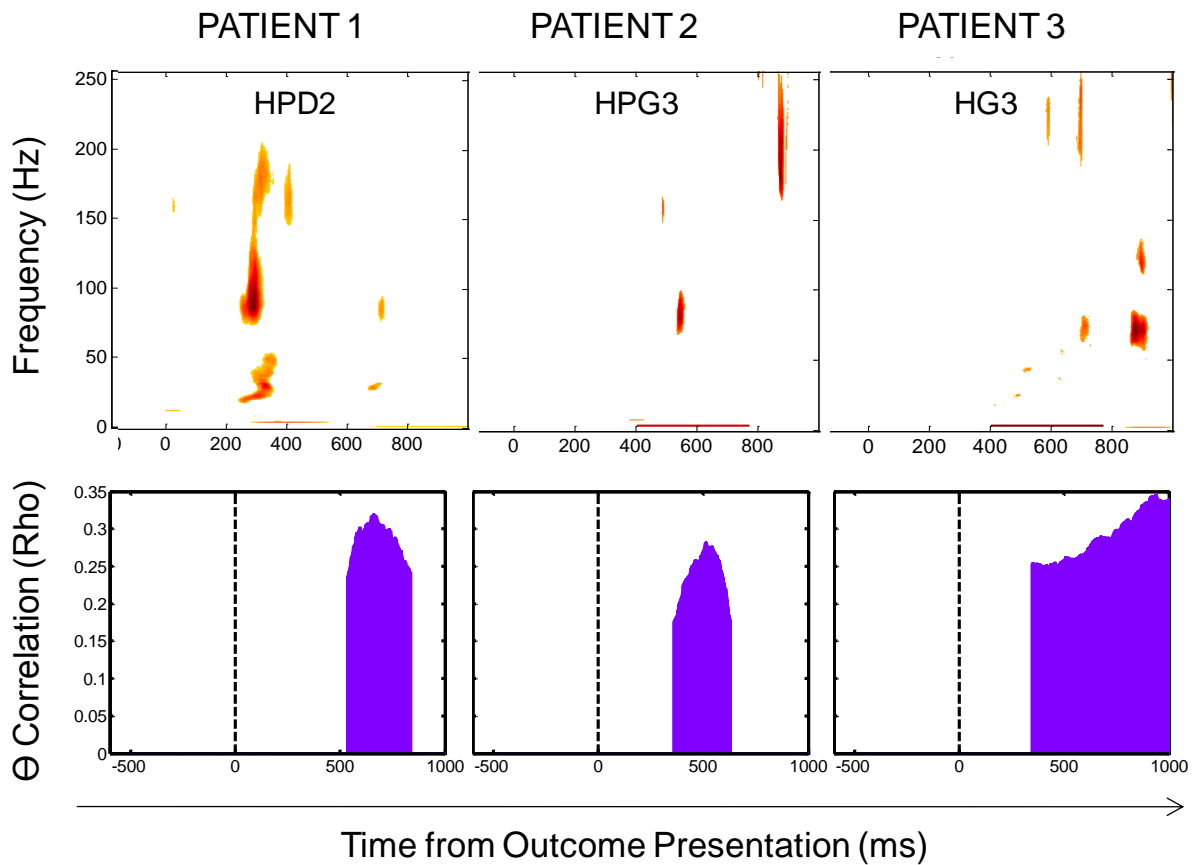 PATIENT 1 PATIENT 2 PATIENT 3
HPD2 HPG3 HG3
Frequency (Hz)
250
200
150
100
50
0
0 200 400 600 800
0 200 400 600 800
0 200 400 600 800
Θ Correlation (Rho)
0.35
0.3
0.25
0.2
0.15
0.1
0.05
0
-500 0 500 1000
-500 0 500 1000
-500 0 500 1000
Time from Outcome Presentation (ms)